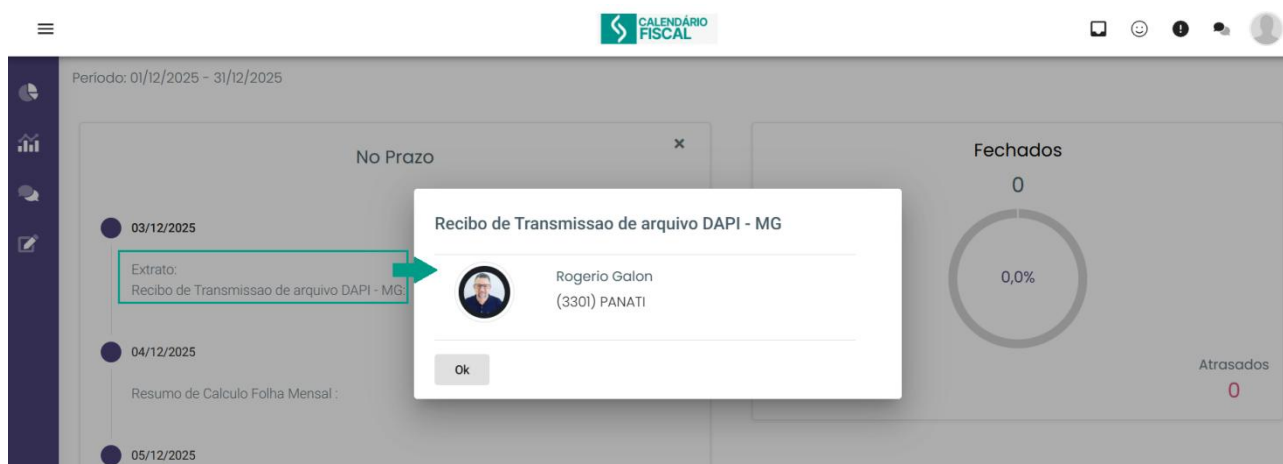 CALENDÁRIO
FISCAL
Período: 01/12/2025 - 31/12/2025
No Prazo
03/12/2025
Extrato:
Recibo de Transmissao de arquivo DAPI - MG:
04/12/2025
Resumo de Calculo Folha Mensal :
05/12/2025
Recibo de Transmissao de arquivo DAPI - MG
Rogerio Galon
(3301) PANATI
Ok
Fechados
0
0,0%
Atrasados
0